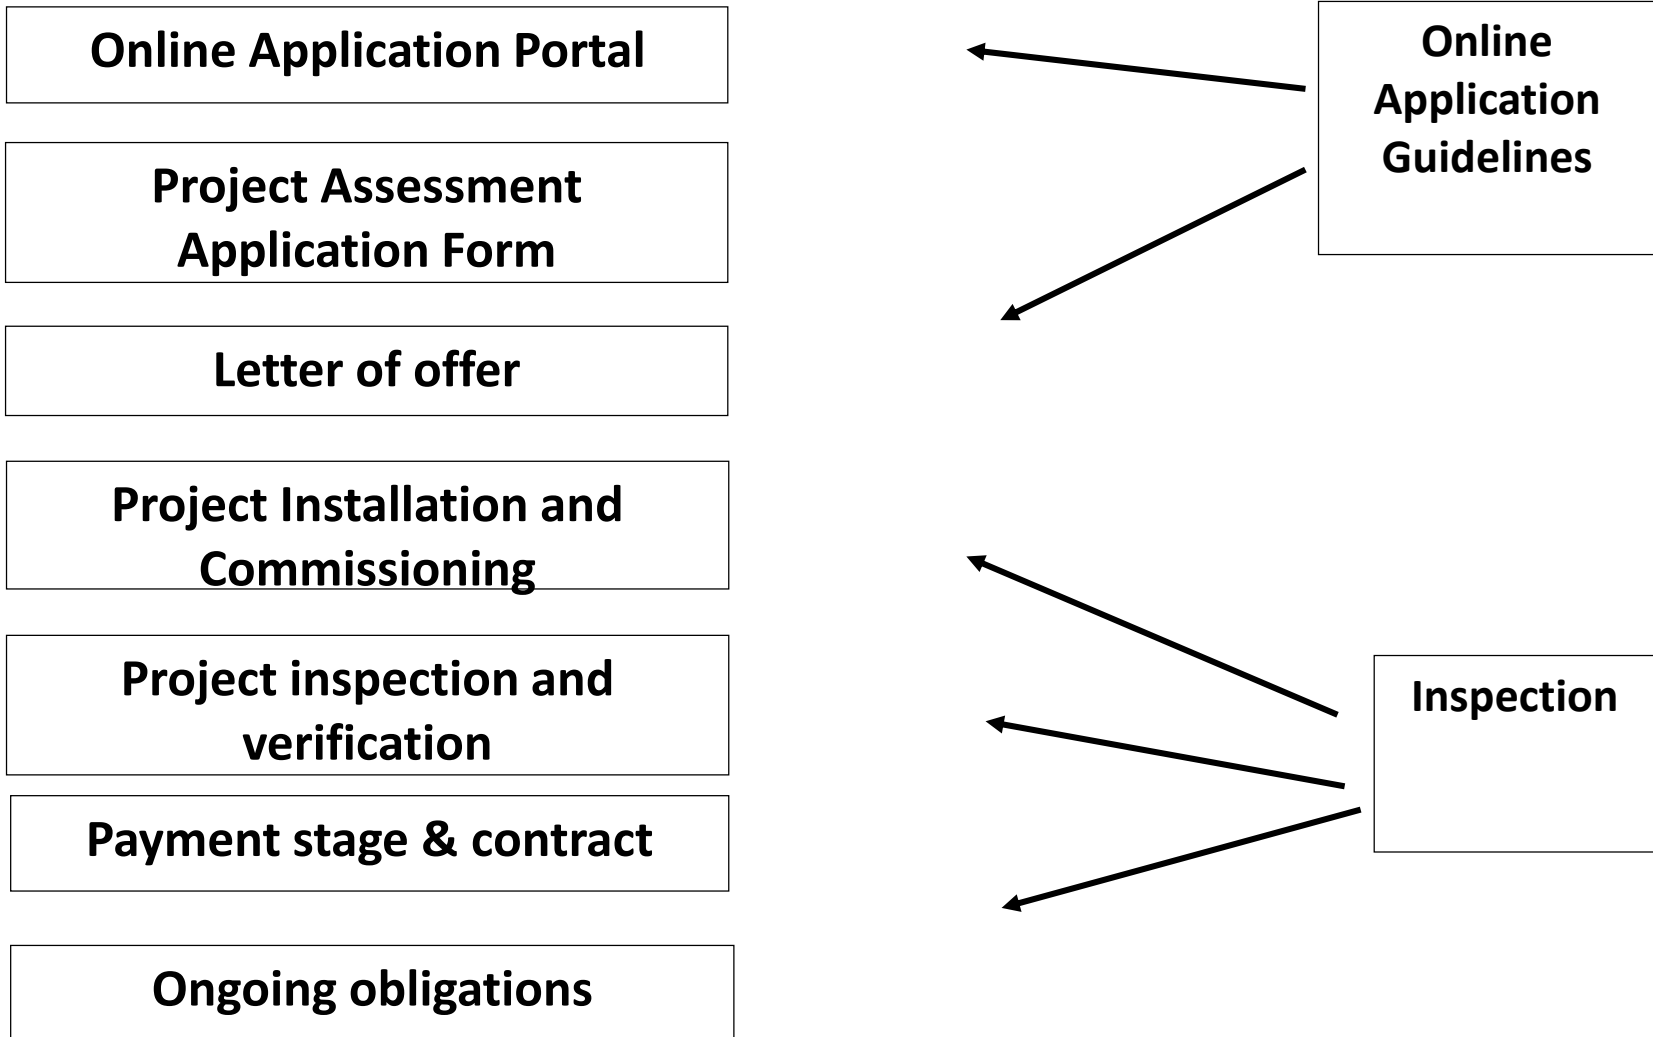 Online Application Portal
Project Assessment
Application Form
Letter of offer
Project Installation and
Commissioning
Project inspection and
verification
Payment stage & contract
Ongoing obligations
Online
Application
Guidelines
Inspection